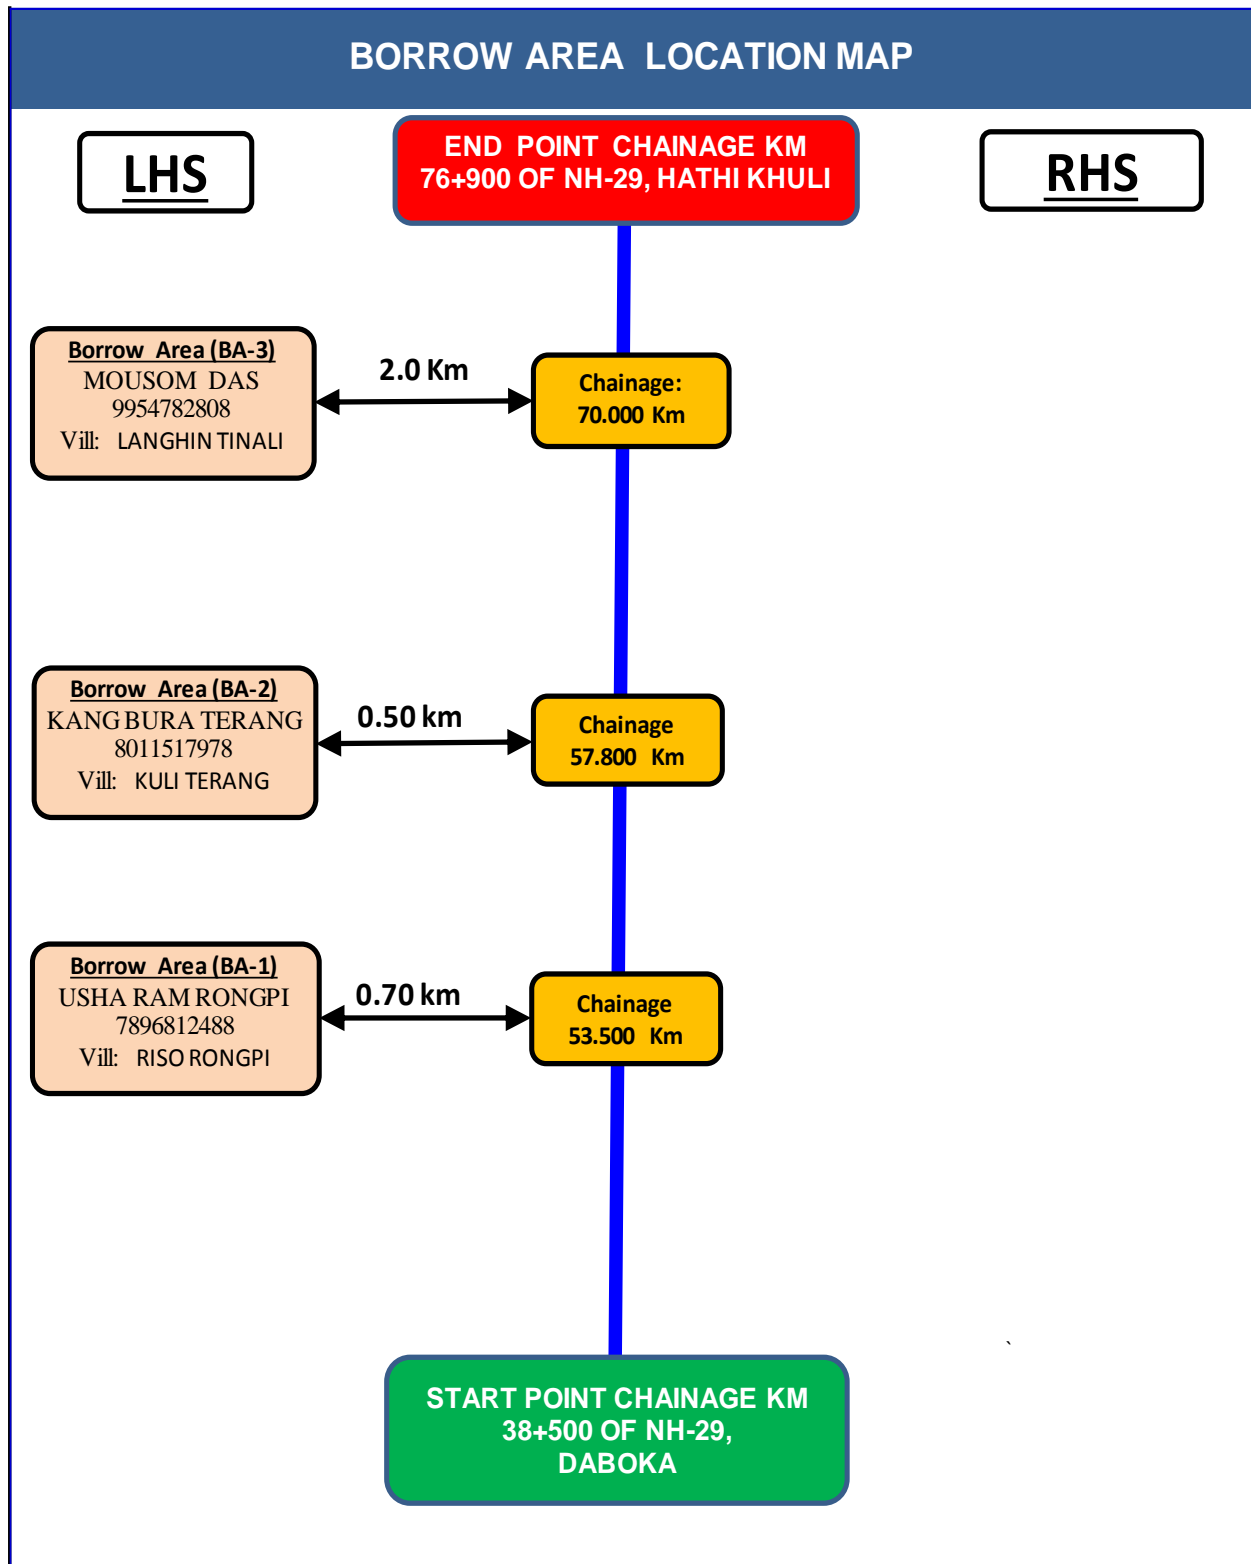 BORROW AREA LOCATION MAP
LHS
END POINT CHAINAGE KM
76+900 OF NH-29, HATHI KHULI
RHS
Borrow Area (BA-3)
MOUSOM DAS
9954782808
Vill: LANGHIN TINALI
2.0 Km
Chainage:
70.000 Km
Borrow Area (BA-2)
KANG BURA TERANG
8011517978
Vill: KULI TERANG
0.50 km
Chainage
57.800 Km
Borrow Area (BA-1)
USHA RAM RONGPI
7896812488
Vill: RISO RONGPI
0.70 km
Chainage
53.500 Km
`
START POINT CHAINAGE KM
38+500 OF NH-29,
DABOKA